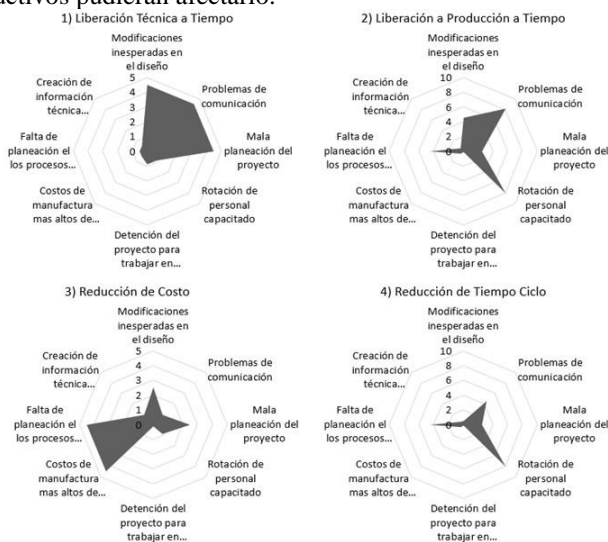 ctivos pudieran afectarlo.
1) Liberación Técnica a Tiempo
Modificaciones
inesperadas en
el diseño
5
4
3
2
1
0
Problemas de
comunicación
Mala
planeación del
proyecto
Rotación de
personal
capacitado
Detención del
proyecto para
trabajar en...
Costos de
manufactura
mas altos de...
Falta de
planeación el
los procesos...
Creación de
información
técnica...
2) Liberación a Producción a Tiempo
Modificaciones
inesperadas en
el diseño
10
8
6
4
2
0
Problemas de
comunicación
Mala
planeación del
proyecto
Rotación de
personal
capacitado
Detención del
proyecto para
trabajar en...
Costos de
manufactura
mas altos de...
Falta de
planeación el
los procesos...
Creación de
información
técnica...
3) Reducción de Costo
Modificaciones
inesperadas en
el diseño
5
4
3
2
1
0
Problemas de
comunicación
Mala
planeación del
proyecto
Rotación de
personal
capacitado
Detención del
proyecto para
trabajar en...
Costos de
manufactura
mas altos de...
Falta de
planeación el
los procesos...
Creación de
información
técnica...
4) Reducción de Tiempo Ciclo
Modificaciones
inesperadas en
el diseño
10
8
6
4
2
0
Problemas de
comunicación
Mala
planeación del
proyecto
Rotación de
personal
capacitado
Detención del
proyecto para
trabajar en...
Costos de
manufactura
mas altos de...
Falta de
planeación el
los procesos...
Creación de
información
técnica...